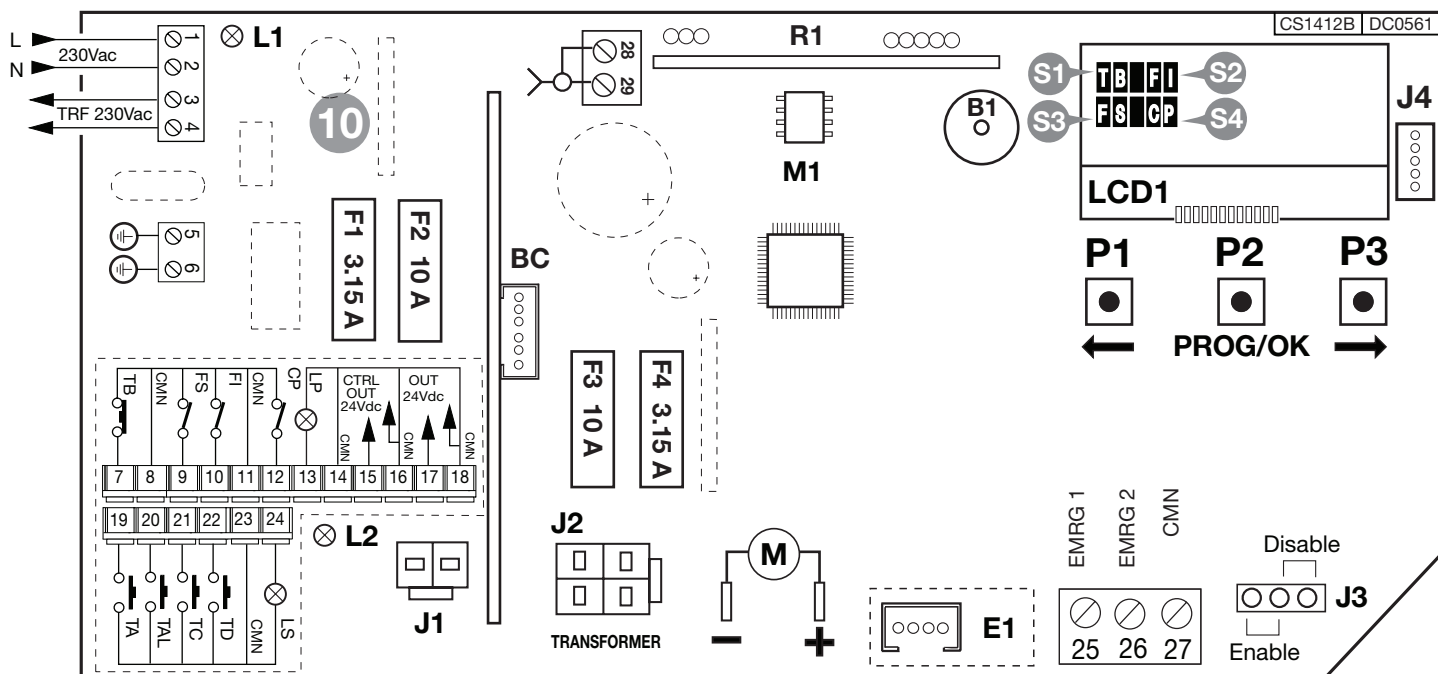 CS1412B DC0561
L 230Vac
N
TRF 230Vac
1
2
3
4
L1
10
28
29
R1
M1
B1
S1 TB FI S2
S3 FS CP S4
LCD1
J4
5
6
F1 3.15 A
F2 10 A
BC
P1 P2 P3
PROG/OK
F3 10 A
F4 3.15 A
TB CMN FS FI CMN CP LP CMN CTRL OUT 24Vdc CMN OUT 24Vdc CMN
7 8 9 10 11 12 13 14 15 16 17 18
19 20 21 22 23 24
TA TAL TC TD CMN LS
L2
J1
J2
TRANSFORMER
M
− +
E1
EMRG 1 EMRG 2 CMN
25 26 27
Disable
J3
Enable